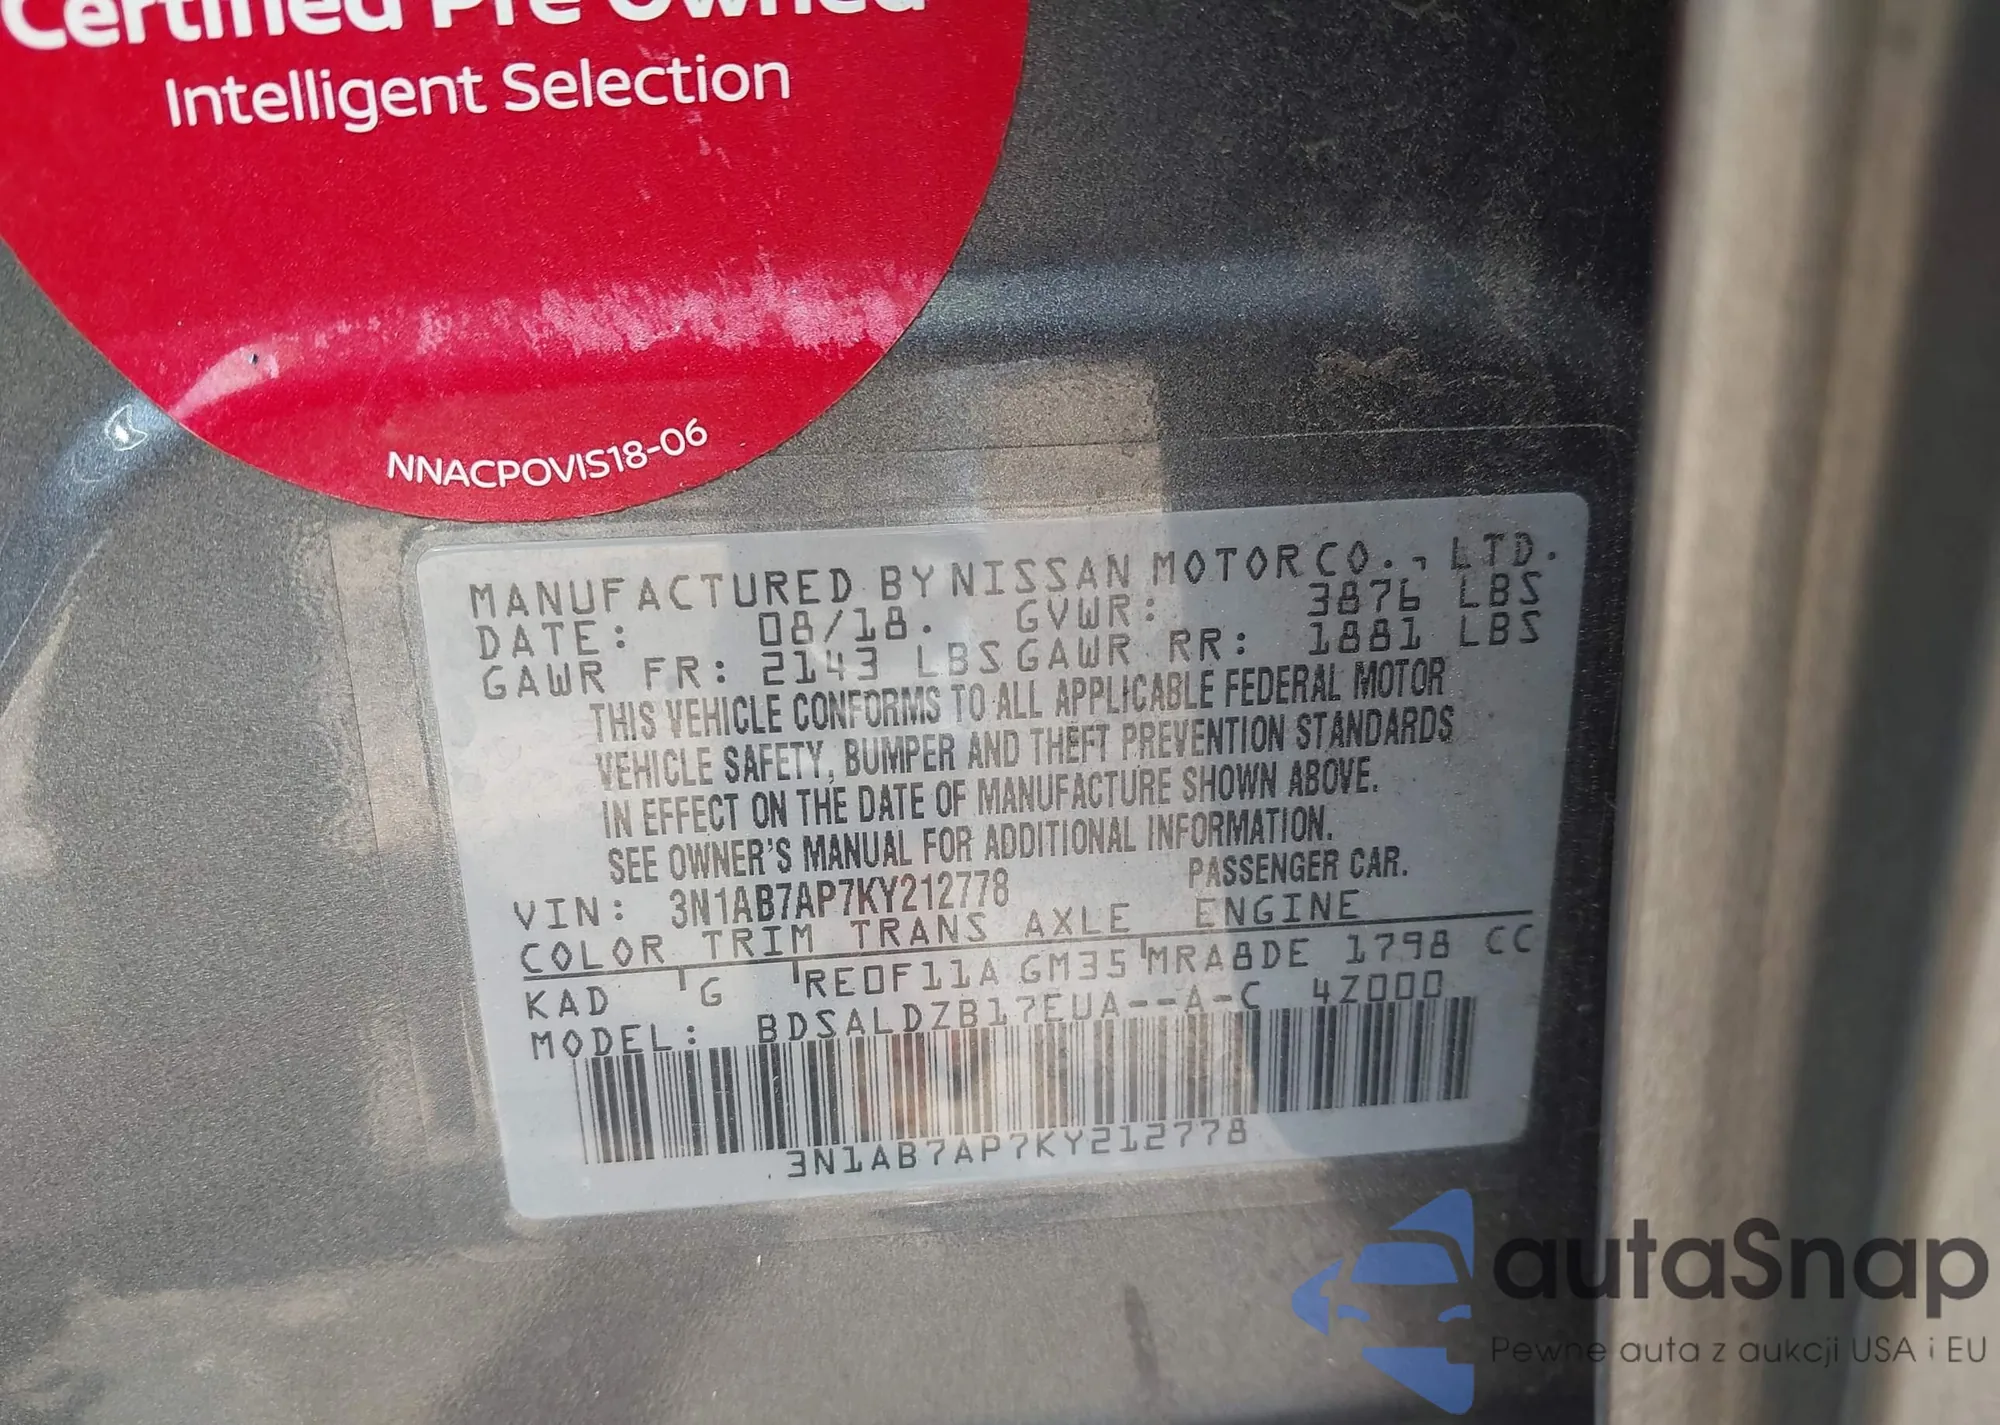 Certified Pre Owned
Intelligent Selection
NNACPOVIS18-06
MANUFACTURED BY NISSAN MOTOR CO., LTD.
DATE: 08/18. GVWR: 3876 LBS
GAWR FR: 2143 LBS GAWR RR: 1881 LBS
THIS VEHICLE CONFORMS TO ALL APPLICABLE FEDERAL MOTOR
VEHICLE SAFETY, BUMPER AND THEFT PREVENTION STANDARDS
IN EFFECT ON THE DATE OF MANUFACTURE SHOWN ABOVE.
SEE OWNER'S MANUAL FOR ADDITIONAL INFORMATION.
VIN: 3N1AB7AP7KY212778 PASSENGER CAR.
COLOR TRIM TRANS AXLE ENGINE
KAD G RE0F11A GM35 MRA8DE 1798 CC
MODEL: BDSALDZB17EUA--A-C 4Z000
3N1AB7AP7KY212778
autaSnap
Pewne auta z aukcji USA i EU